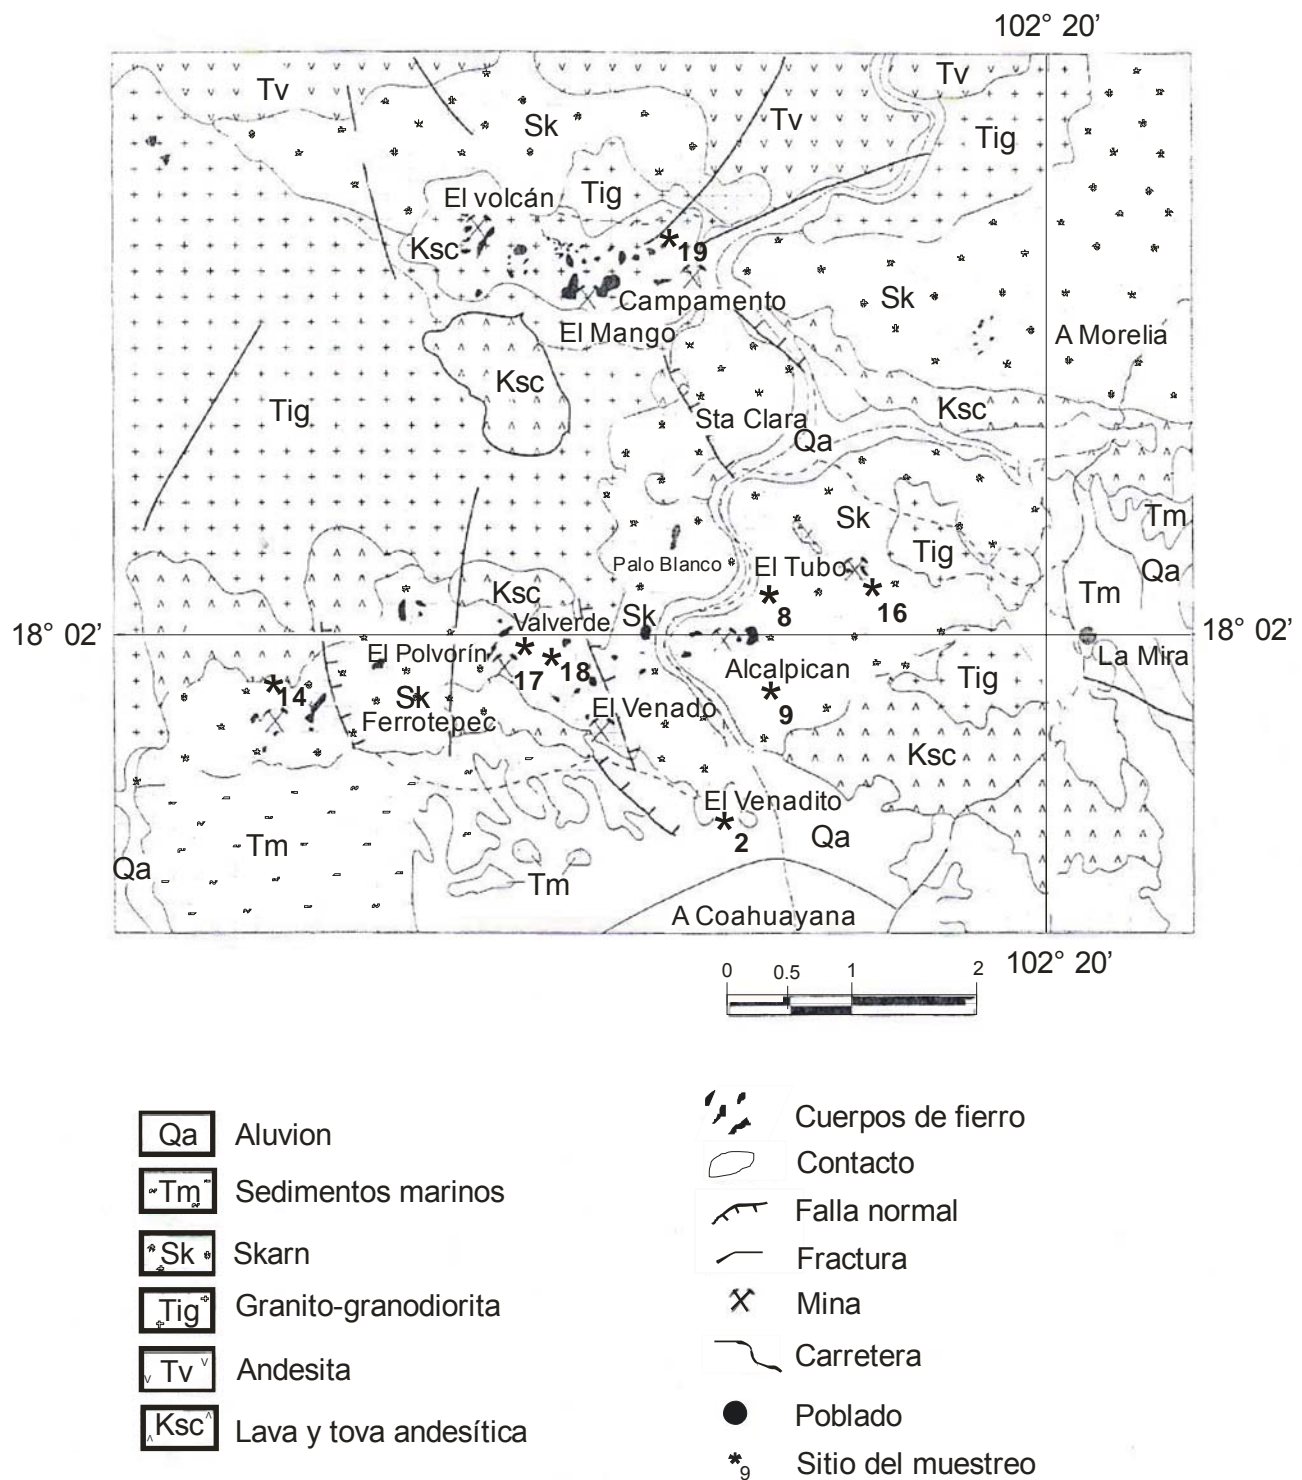 102° 20’
Tv
Tv
Sk
Tv
Tig
El volcán
Tig
Ksc
19
Campamento
Sk
El Mango
A Morelia
Ksc
Tig
Ksc
Sta Clara
Qa
Sk
Tm
Tig
Qa
Palo Blanco
El Tubo
Ksc
Tm
8
16
Valverde
Sk
18° 02’
18° 02’
El Polvorín
La Mira
17
18
Alcalpican
Tig
14
Sk
9
El Venado
Ferrotepec
Ksc
El Venadito
2
Qa
Tm
Qa
Tm
A Coahuayana
102° 20’
0 0.5 1 2
Qa Aluvion
Tm Sedimentos marinos
Sk Skarn
Tig Granito-granodiorita
Tv Andesita
Ksc Lava y tova andesítica
Cuerpos de fierro
Contacto
Falla normal
Fractura
Mina
Carretera
Poblado
*9 Sitio del muestreo